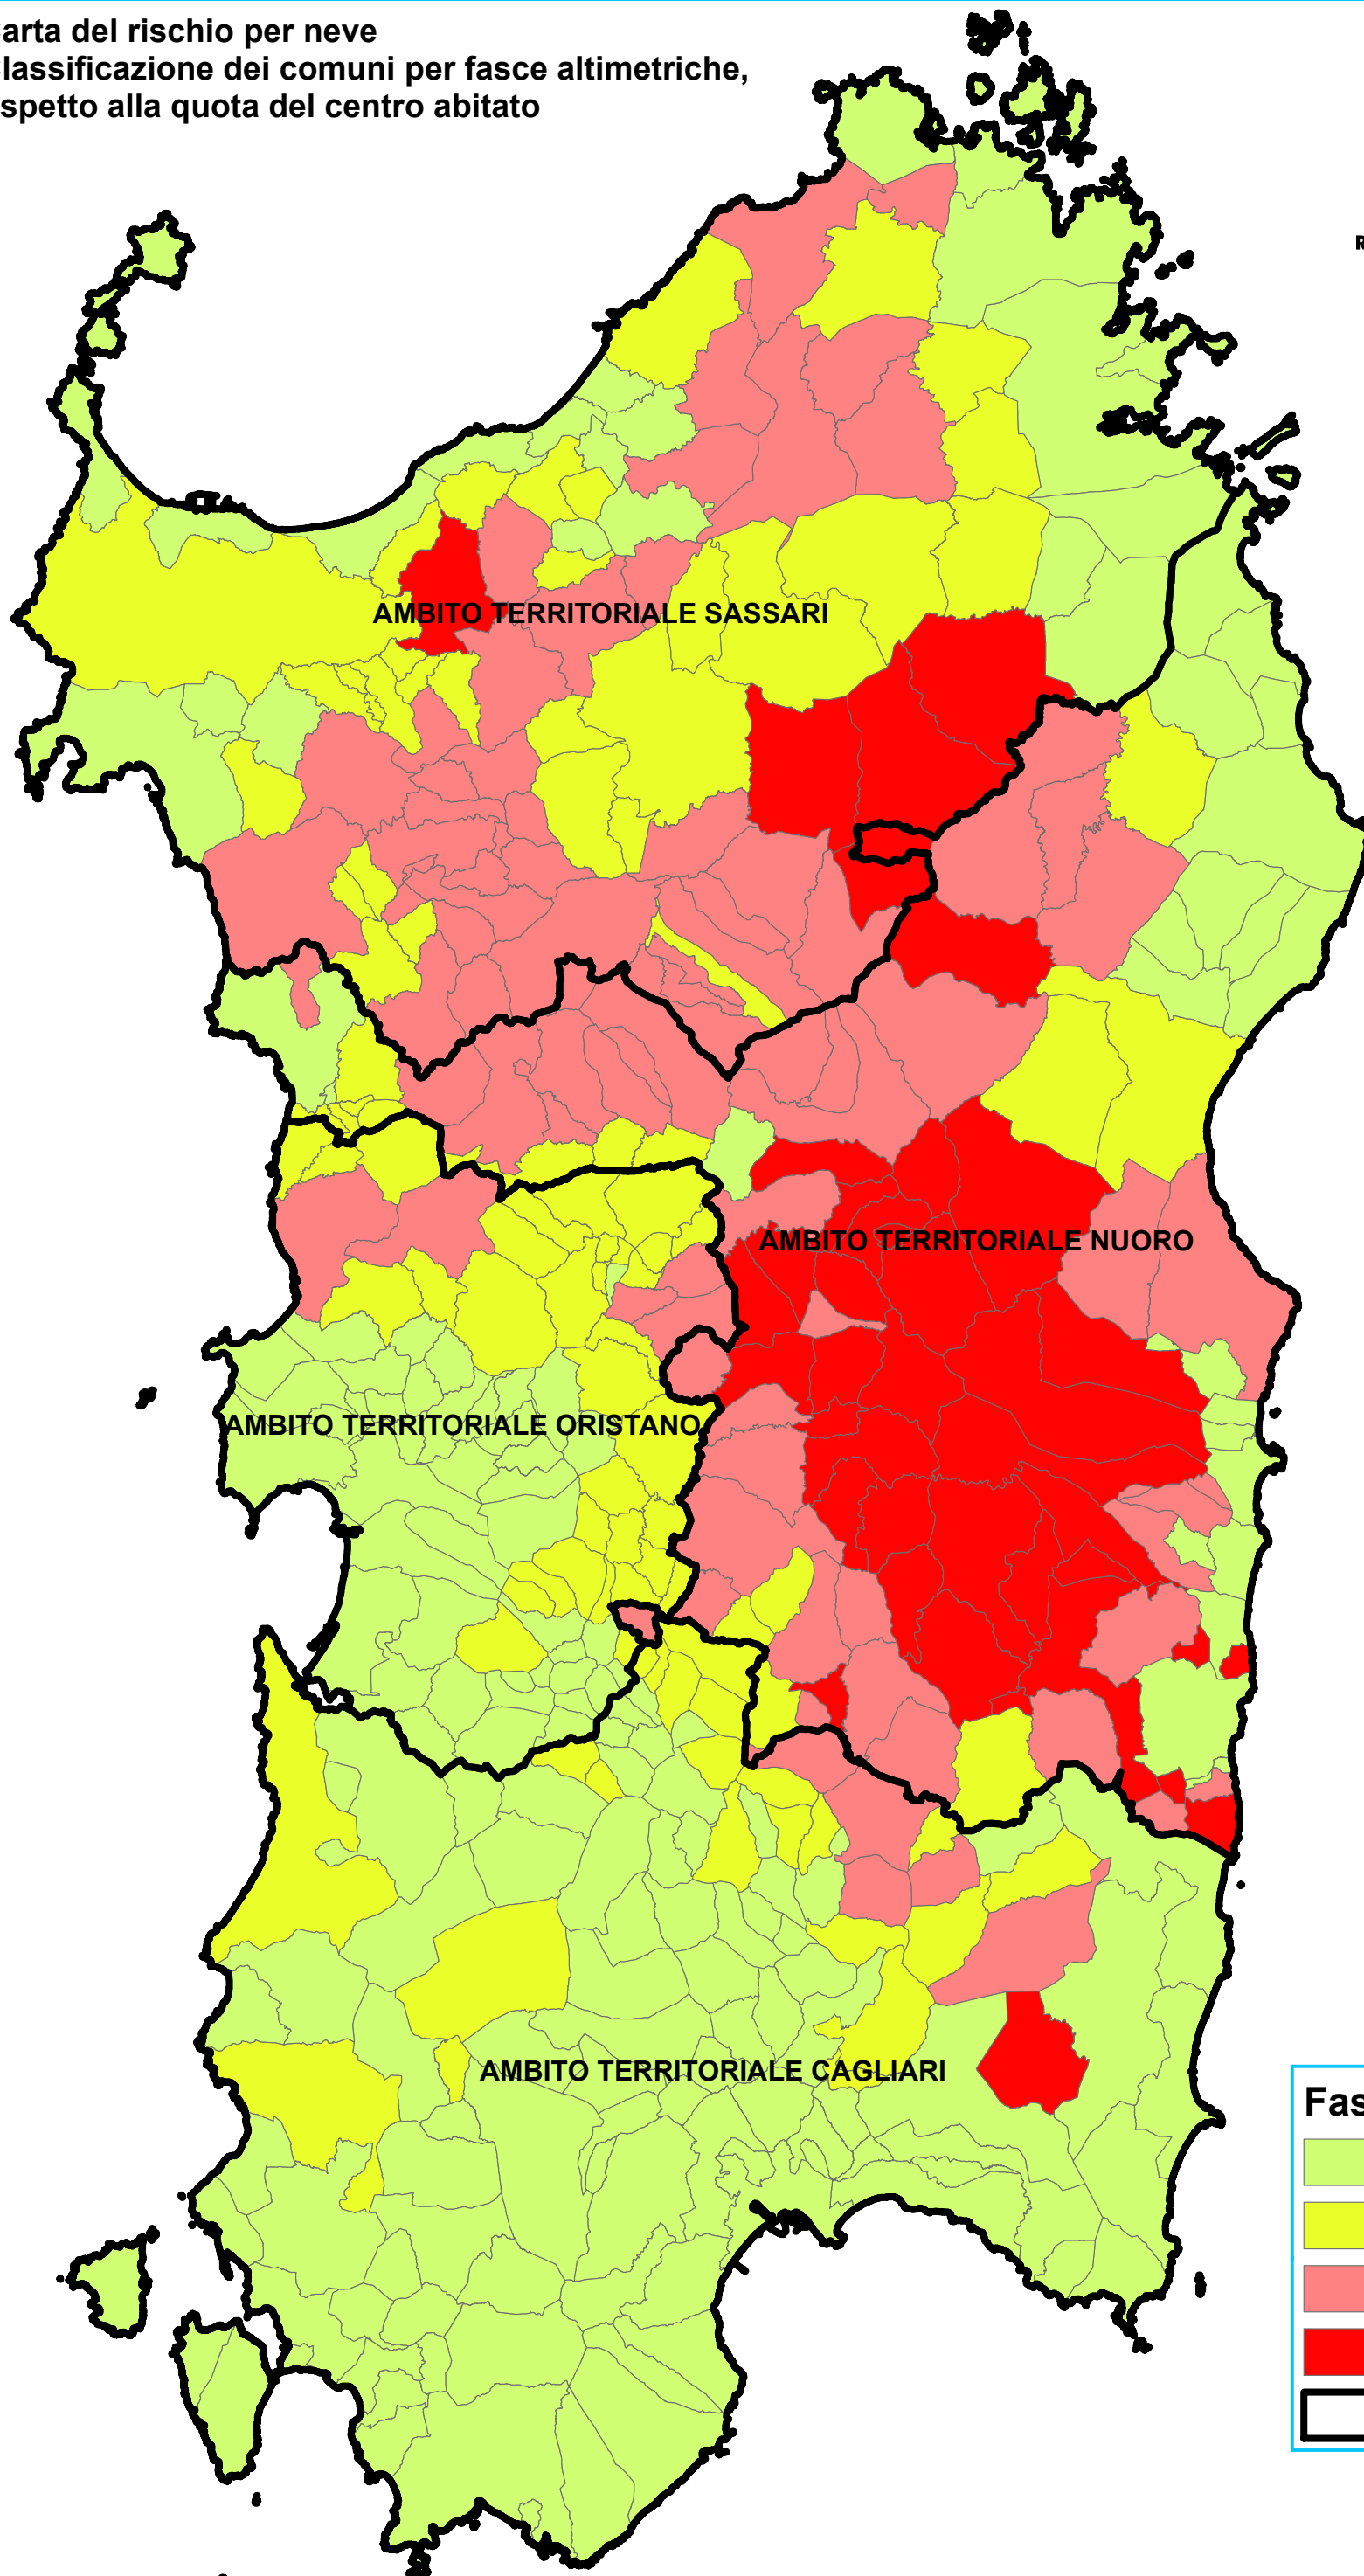 arta del rischio per neve
lassificazione dei comuni per fasce altimetriche,
spetto alla quota del centro abitato
R
AMBITO TERRITORIALE SASSARI
AMBITO TERRITORIALE NUORO
AMBITO TERRITORIALE ORISTANO
AMBITO TERRITORIALE CAGLIARI
Fas